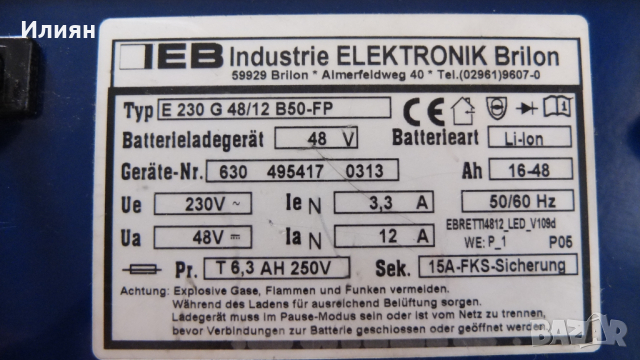 Илиян
IEB Industrie ELEKTRONIK Brilon
59929 Brilon * Almerfeldweg 40 * Tel.(02961)9607-0
Typ E 230 G 48/12 B50-FP
Batterieladegerät 48 V Batterieart Li-Ion
Geräte-Nr. 630 495417 0313 Ah 16-48
Ue 230V ~ Ie N 3,3 A 50/60 Hz
Ua 48V⎓ Ia N 12 A EBRETTI4812_LED_V109d
WE: P_1 P05
Pr. T 6,3 AH 250V Sek. 15A-FKS-Sicherung
Achtung: Explosive Gase, Flammen und Funken vermeiden.
Während des Ladens für ausreichend Belüftung sorgen.
Ladegerät muss im Pause-Modus sein oder ist vom Netz zu trennen,
bevor Verbindungen zur Batterie geschlossen oder geöffnet werden.
BAZAR